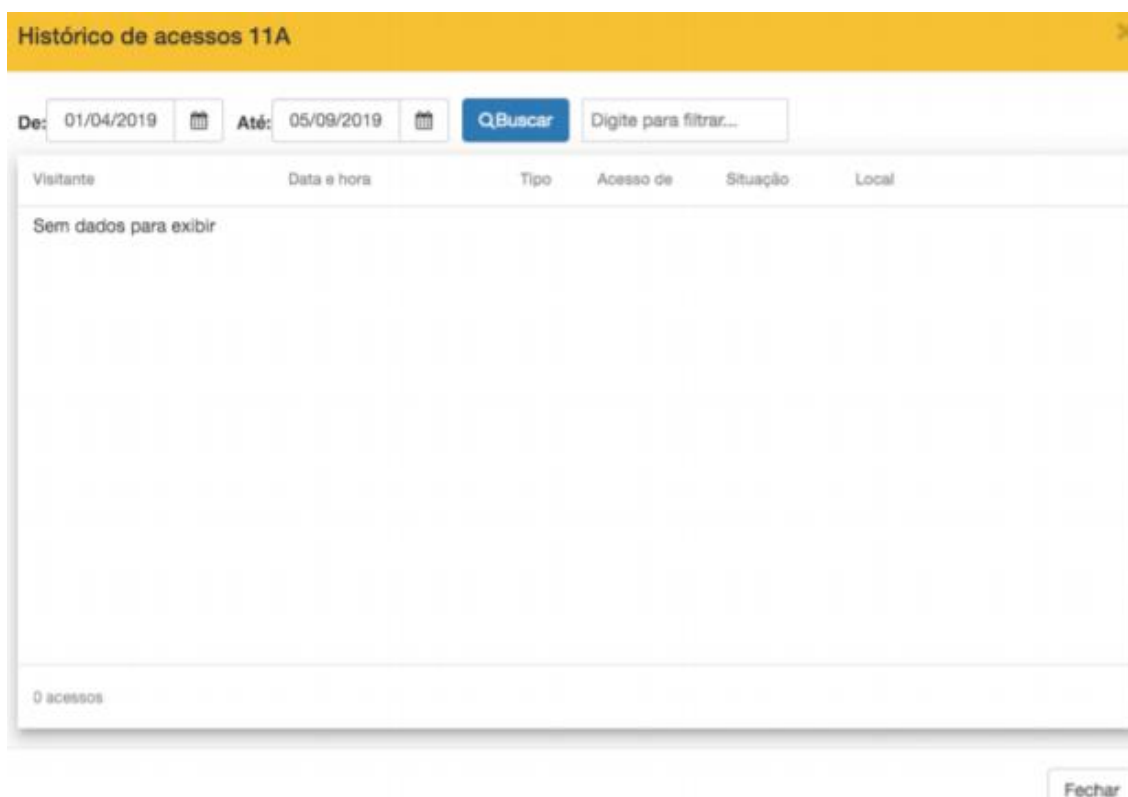 Histórico de acessos 11A
De: 01/04/2019 Até: 05/09/2019 Buscar Digite para filtrar...
Visitante Data e hora Tipo Acesso de Situação Local
Sem dados para exibir
0 acessos
Fechar